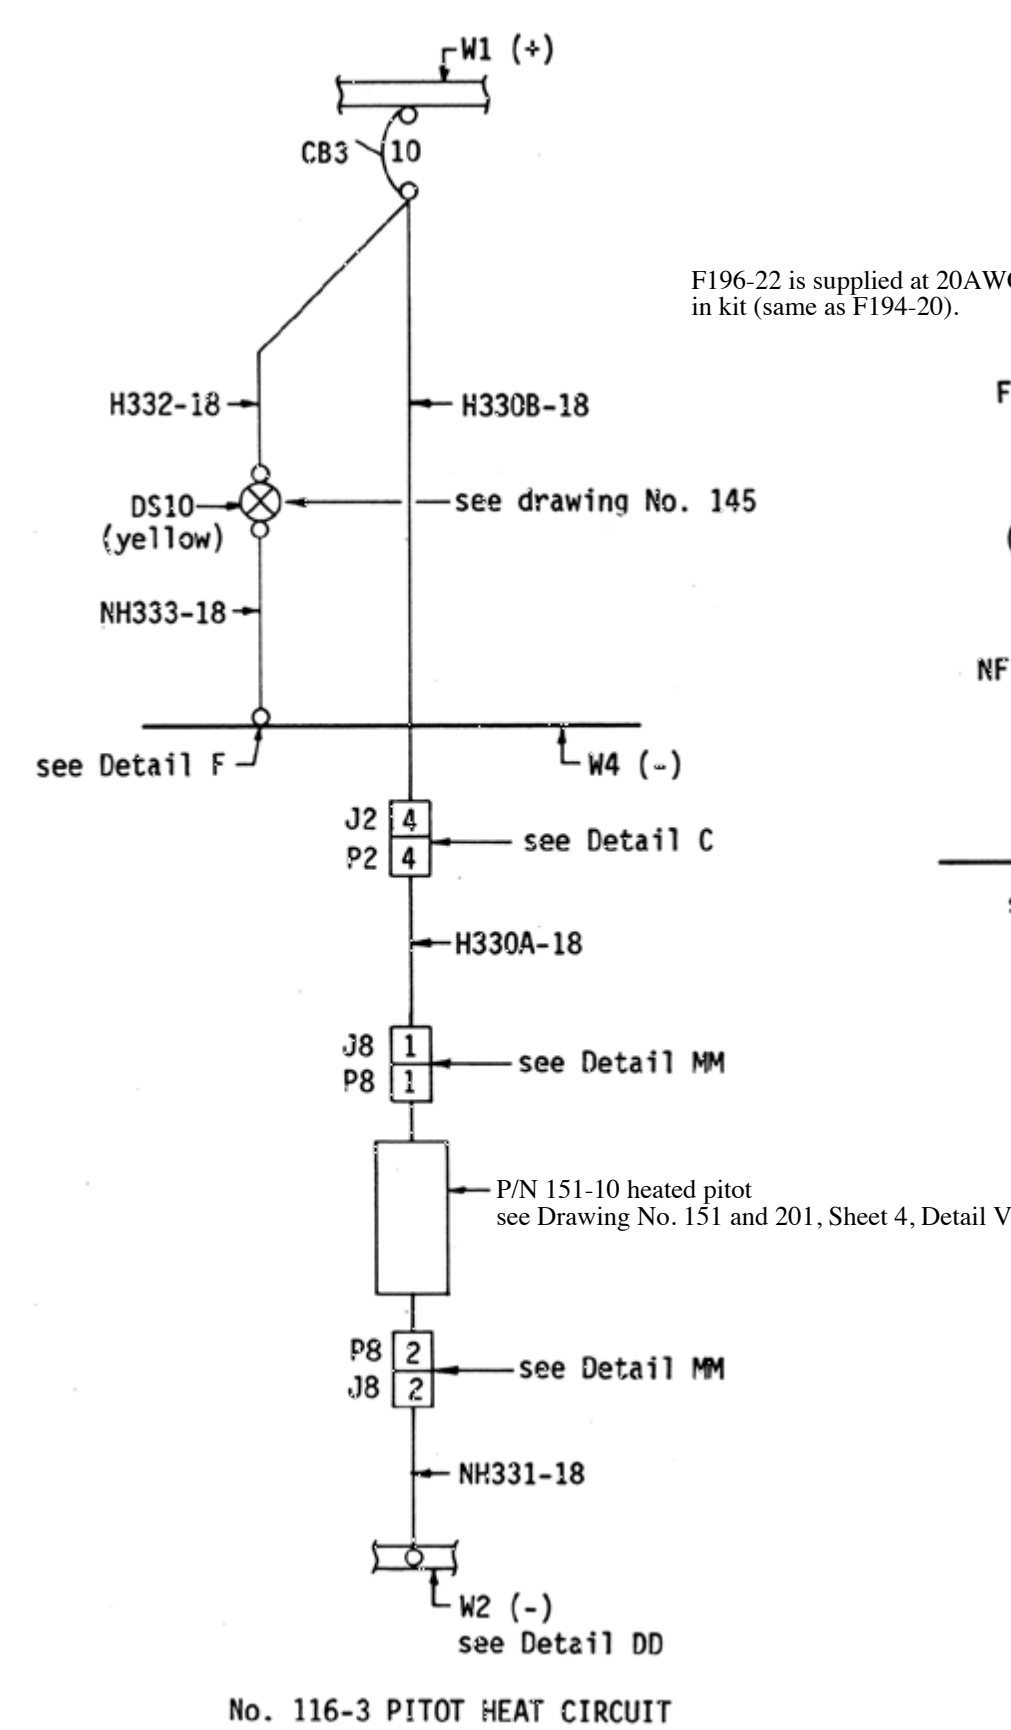 W1 (+)
CB3
10
F196-22 is supplied at 20AW
in kit (same as F194-20).
F
H332-18
H330B-18
DS10
(yellow)
see drawing No. 145
(
NH333-18
NF
see Detail F
W4 (-)
J2 4
P2 4
see Detail C
H330A-18
J8 1
P8 1
see Detail MM
P/N 151-10 heated pitot
see Drawing No. 151 and 201, Sheet 4, Detail V
P8 2
J8 2
see Detail MM
NH331-18
W2 (-)
see Detail DD
No. 116-3 PITOT HEAT CIRCUIT